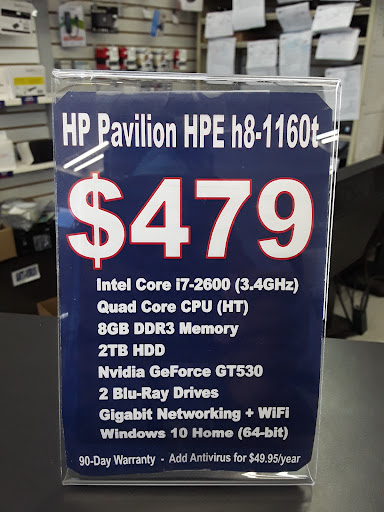 HP Pavilion HPE h8-1160t
$479
Intel Core i7-2600 (3.4GHz)
Quad Core CPU (HT)
8GB DDR3 Memory
2TB HDD
Nvidia GeForce GT530
2 Blu-Ray Drives
Gigabit Networking + WiFi
Windows 10 Home (64-bit)
90-Day Warranty - Add Antivirus for $49.95/year